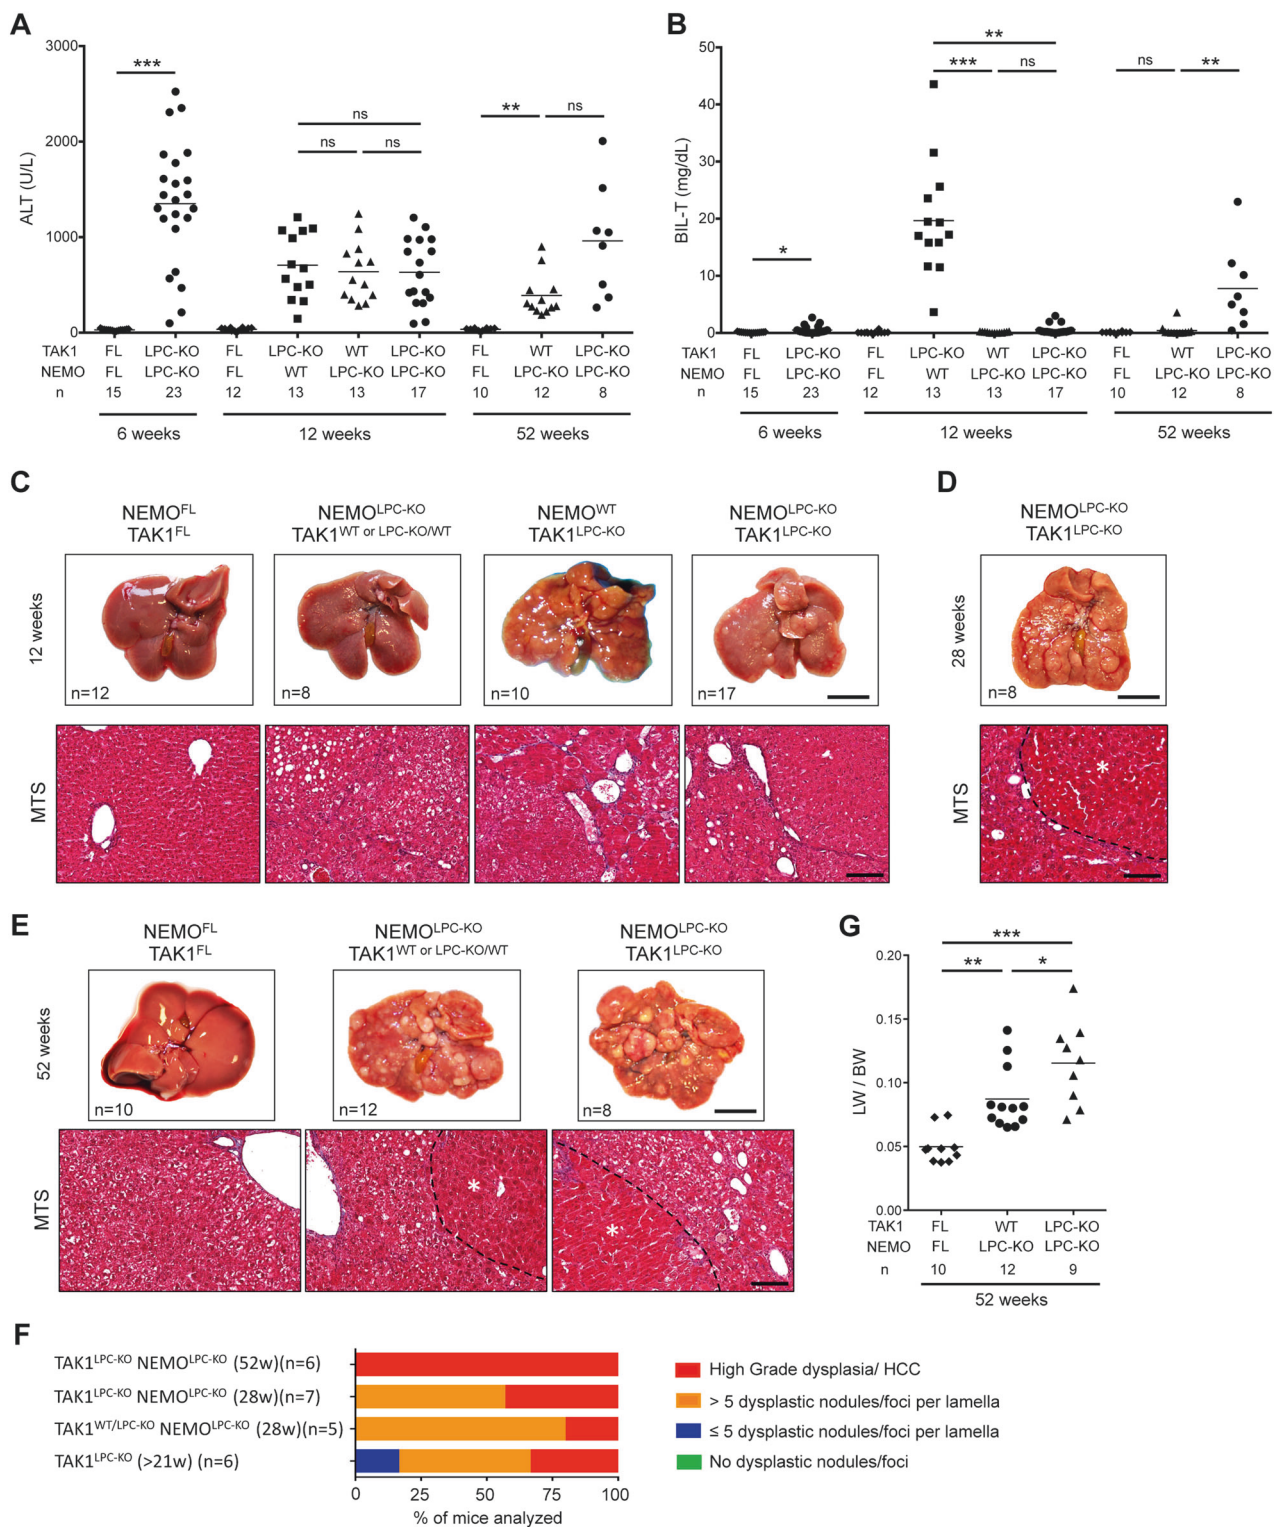 A
3000
2000
1000
0
ALT (U/L)
***
ns
ns ns
** ns
TAK1 FL LPC-KO FL LPC-KO WT LPC-KO FL WT LPC-KO
NEMO FL LPC-KO FL WT LPC-KO LPC-KO FL LPC-KO LPC-KO
n 15 23 12 13 13 17 10 12 8
6 weeks 12 weeks 52 weeks
B
50
40
30
20
10
0
BIL-T (mg/dL)
*
**
*** ns
ns **
TAK1 FL LPC-KO FL LPC-KO WT LPC-KO FL WT LPC-KO
NEMO FL LPC-KO FL WT LPC-KO LPC-KO FL LPC-KO LPC-KO
n 15 23 12 13 13 17 10 12 8
6 weeks 12 weeks 52 weeks
C
NEMOFL NEMOLPC-KO NEMOWT NEMOLPC-KO
TAK1FL TAK1WT or LPC-KO/WT TAK1LPC-KO TAK1LPC-KO
12 weeks
n=12 n=8 n=10 n=17
MTS
D
NEMOLPC-KO
TAK1LPC-KO
28 weeks
n=8
MTS
*
E
NEMOFL NEMOLPC-KO NEMOLPC-KO
TAK1FL TAK1WT or LPC-KO/WT TAK1LPC-KO
52 weeks
n=10 n=12 n=8
MTS
* *
G
***
** *
0.20
0.15
0.10
0.05
0.00
LW / BW
TAK1 FL WT LPC-KO
NEMO FL LPC-KO LPC-KO
n 10 12 9
52 weeks
F
TAK1LPC-KO NEMOLPC-KO (52w)(n=6)
TAK1LPC-KO NEMOLPC-KO (28w)(n=7)
TAK1WT/LPC-KO NEMOLPC-KO (28w)(n=5)
TAK1LPC-KO (>21w) (n=6)
0 25 50 75 100
% of mice analyzed
High Grade dysplasia/ HCC
> 5 dysplastic nodules/foci per lamella
≤ 5 dysplastic nodules/foci per lamella
No dysplastic nodules/foci